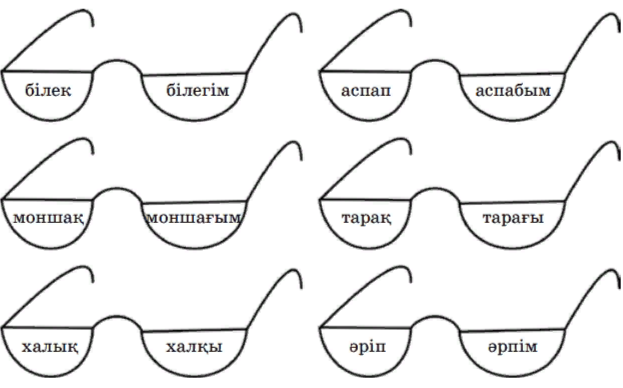 білек білегім аспап аспабым
моншақ моншағым тарақ тарағы
халық халқы әріп әрпім